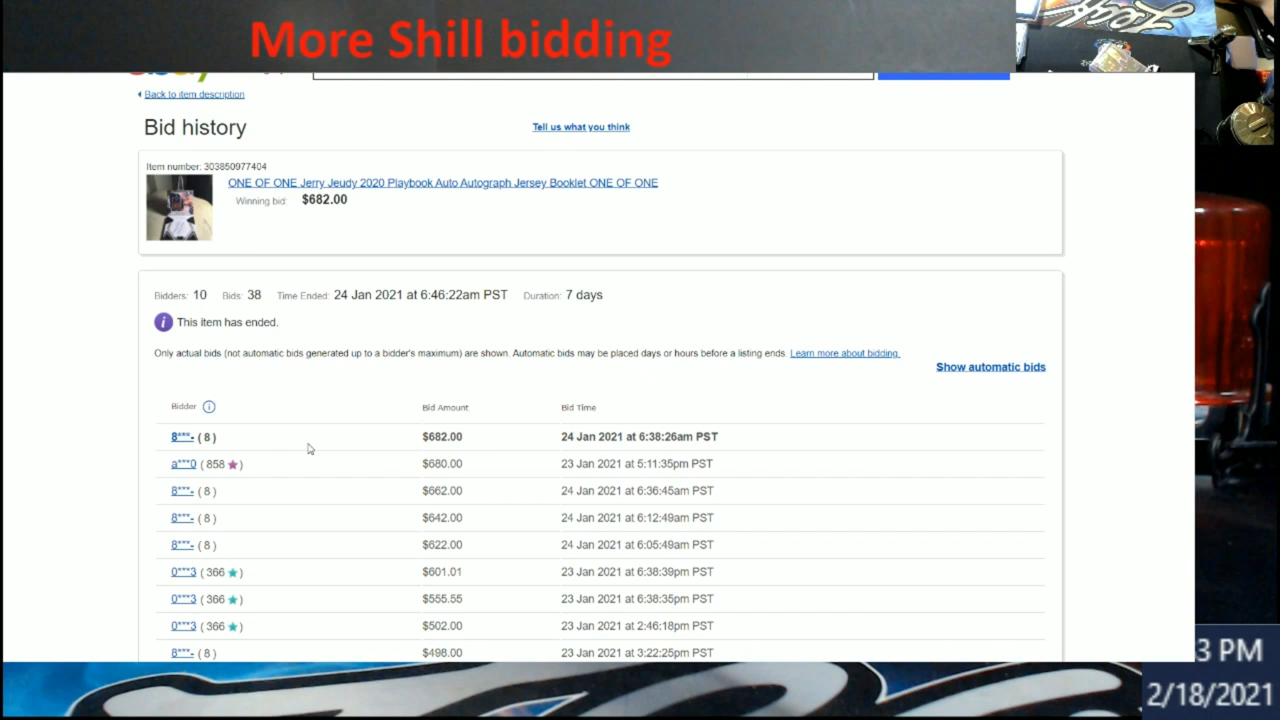 More Shill bidding
Back to item description
Bid history
Tell us what you think
Item number: 303850977404
ONE OF ONE Jerry Jeudy 2020 Playbook Auto Autograph Jersey Booklet ONE OF ONE
Winning bid: $682.00
Bidders: 10 Bids: 38 Time Ended: 24 Jan 2021 at 6:46:22am PST Duration: 7 days
This item has ended.
Only actual bids (not automatic bids generated up to a bidder's maximum) are shown. Automatic bids may be placed days or hours before a listing ends. Learn more about bidding.
Show automatic bids
Bidder Bid Amount Bid Time
8***- ( 8 ) $682.00 24 Jan 2021 at 6:38:26am PST
a***0 ( 858 ★ ) $680.00 23 Jan 2021 at 5:11:35pm PST
8***- ( 8 ) $662.00 24 Jan 2021 at 6:36:45am PST
8***- ( 8 ) $642.00 24 Jan 2021 at 6:12:49am PST
8***- ( 8 ) $622.00 24 Jan 2021 at 6:05:49am PST
0***3 ( 366 ★ ) $601.01 23 Jan 2021 at 6:38:39pm PST
0***3 ( 366 ★ ) $555.55 23 Jan 2021 at 6:38:35pm PST
0***3 ( 366 ★ ) $502.00 23 Jan 2021 at 2:46:18pm PST
8***- ( 8 ) $498.00 23 Jan 2021 at 3:22:25pm PST
3 PM
2/18/2021